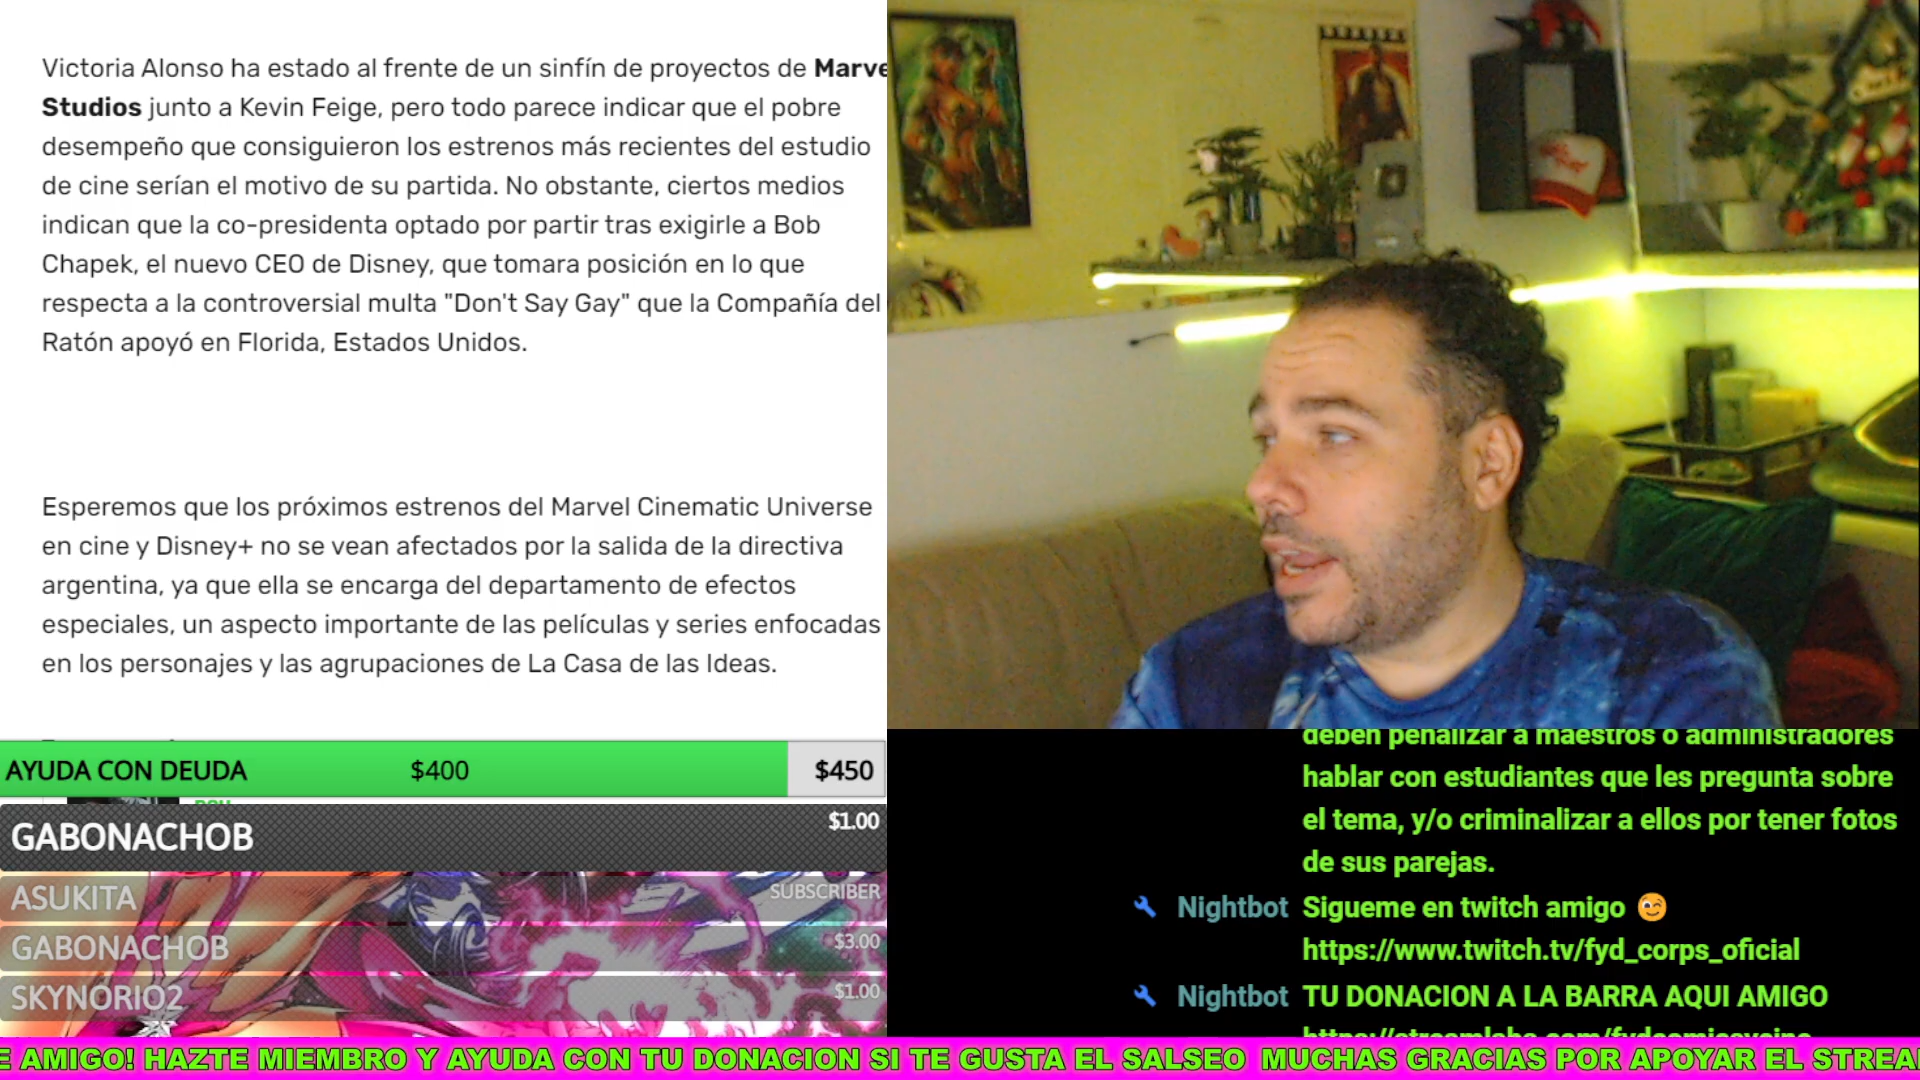 Victoria Alonso ha estado al frente de un sinfín de proyectos de Marve
Studios junto a Kevin Feige, pero todo parece indicar que el pobre
desempeño que consiguieron los estrenos más recientes del estudio
de cine serían el motivo de su partida. No obstante, ciertos medios
indican que la co-presidenta optado por partir tras exigirle a Bob
Chapek, el nuevo CEO de Disney, que tomara posición en lo que
respecta a la controversial multa "Don't Say Gay" que la Compañía del
Ratón apoyó en Florida, Estados Unidos.
Esperemos que los próximos estrenos del Marvel Cinematic Universe
en cine y Disney+ no se vean afectados por la salida de la directiva
argentina, ya que ella se encarga del departamento de efectos
especiales, un aspecto importante de las películas y series enfocadas
en los personajes y las agrupaciones de La Casa de las Ideas.
AYUDA CON DEUDA $400 $450
GABONACHOB $1.00
ASUKITA SUBSCRIBER
GABONACHOB $3.00
SKYNORIO2 $1.00
deben penalizar a maestros o administradores
hablar con estudiantes que les pregunta sobre
el tema, y/o criminalizar a ellos por tener fotos
de sus parejas.
Nightbot Sigueme en twitch amigo 😉
https://www.twitch.tv/fyd_corps_oficial
Nightbot TU DONACION A LA BARRA AQUI AMIGO
https://streamlabs.com/fydcomicsycine
E AMIGO! HAZTE MIEMBRO Y AYUDA CON TU DONACION SI TE GUSTA EL SALSEO MUCHAS GRACIAS POR APOYAR EL STREA